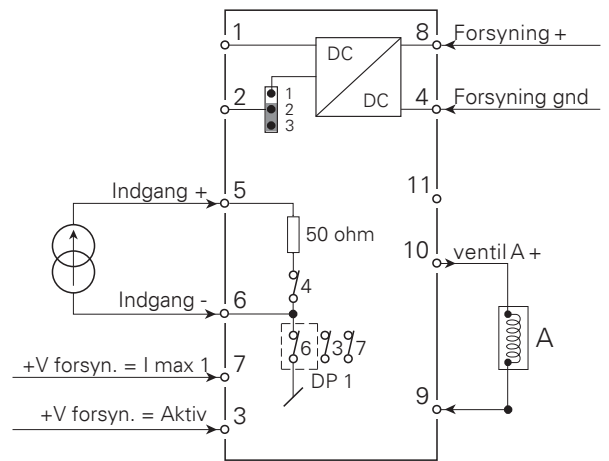 1
8
Forsyning +
DC
DC
2
1
2
3
4
Forsyning gnd
11
Indgang +
5
50 ohm
10
ventil A +
4
Indgang -
6
6
3
7
DP 1
A
+V forsyn. = I max 1
7
9
+V forsyn. = Aktiv
3